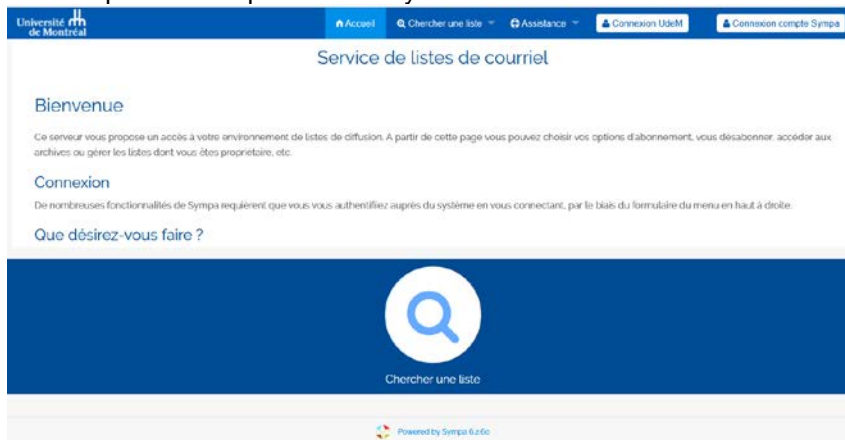 Université
de Montréal
Accueil
Chercher une liste
Assistance
Connexion UdeM
Connexion compte Sympa
Service de listes de courriel
Bienvenue
Ce serveur vous propose un accès à votre environnement de listes de diffusion. A partir de cette page vous pouvez choisir vos options d'abonnement, vous désabonner, accéder aux
archives ou gérer les listes dont vous êtes propriétaire, etc.
Connexion
De nombreuses fonctionnalités de Sympa requièrent que vous vous authentifiez auprès du système en vous connectant, par le biais du formulaire du menu en haut à droite.
Que désirez-vous faire ?
Chercher une liste
Powered by Sympa 6.2.60